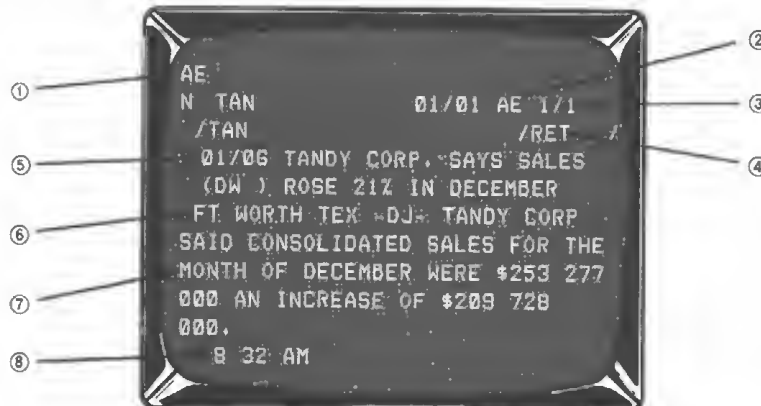 AE
N TAN 01/01 AE 1/1
/TAN /RET
01/06 TANDY CORP. SAYS SALES
(DW ) ROSE 21% IN DECEMBER
FT WORTH TEX -DJ- TANDY CORP
SAID CONSOLIDATED SALES FOR THE
MONTH OF DECEMBER WERE $253 277
000 AN INCREASE OF $209 728
000.
8 32 AM
①
②
③
④
⑤
⑥
⑦
⑧